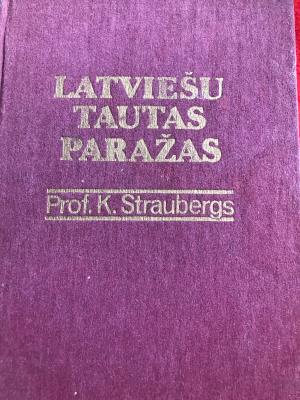 LATVIEŠU
TAUTAS
PARAŽAS
Prof. K. Straubergs